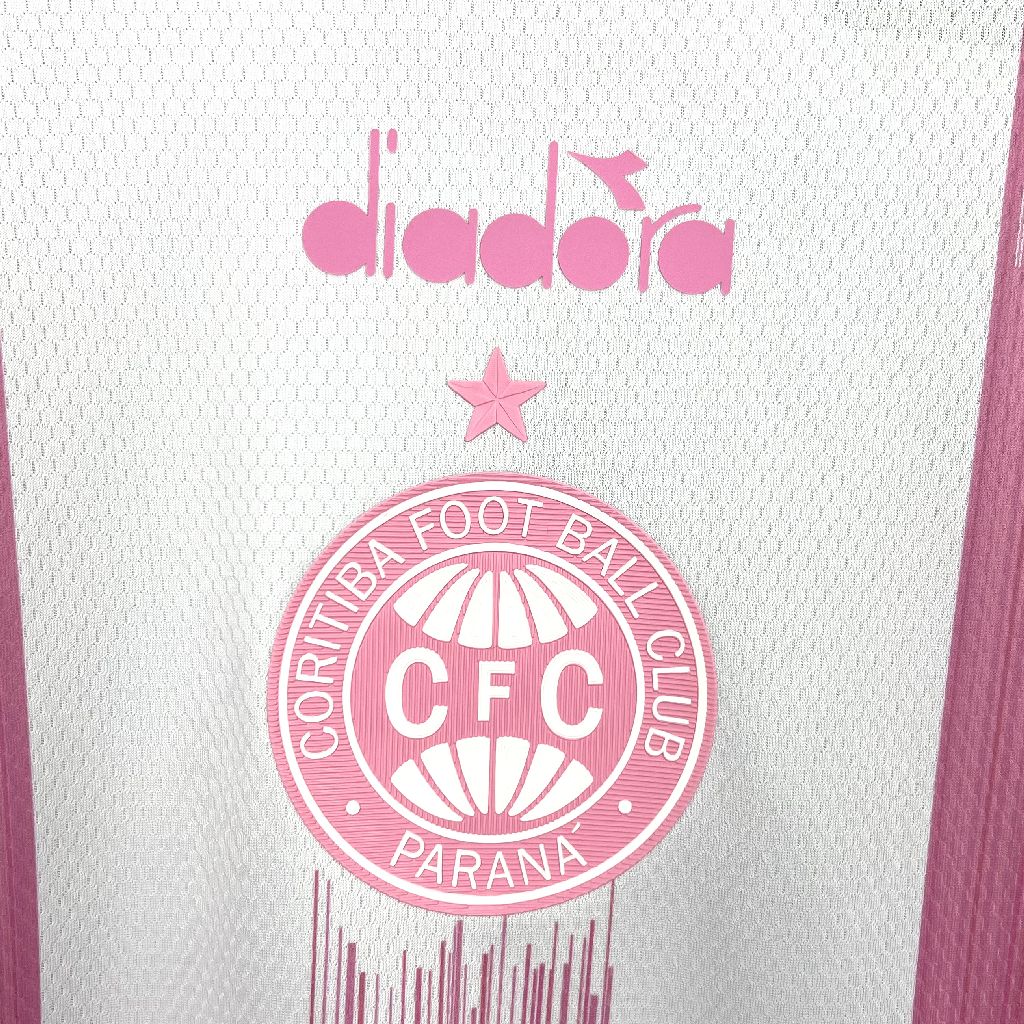 diadora
CORITIBA FOOT BALL CLUB
CFC
PARANÁ